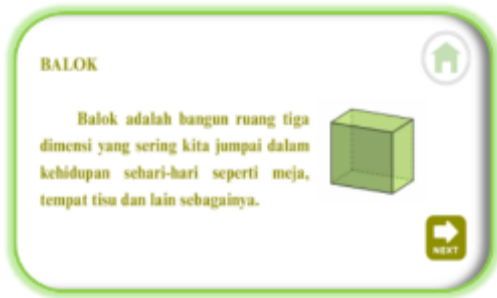 BALOK
Balok adalah bangun ruang tiga
dimensi yang sering kita jumpai dalam
kehidupan sehari-hari seperti meja,
tempat tisu dan lain sebagainya.
NEXT